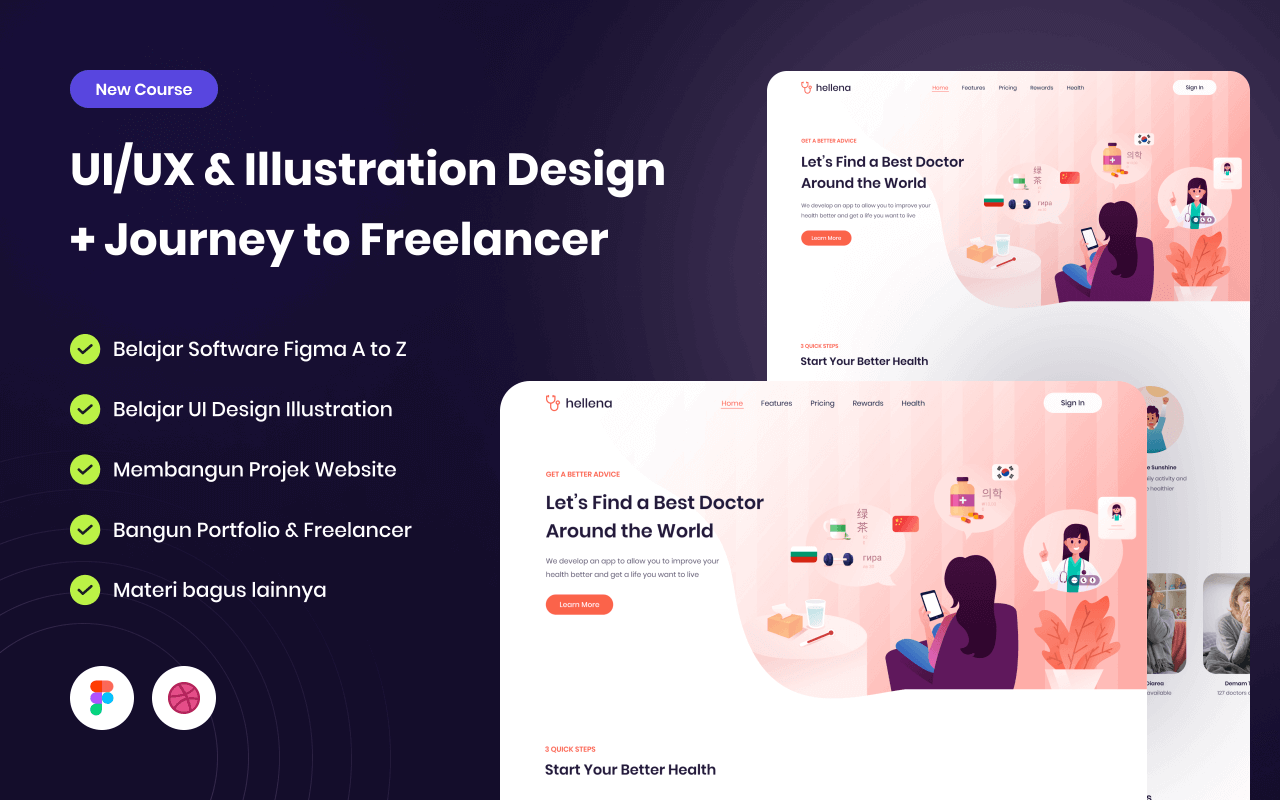 New Course
UI/UX & Illustration Design
+ Journey to Freelancer
Belajar Software Figma A to Z
Belajar UI Design Illustration
Membangun Projek Website
Bangun Portfolio & Freelancer
Materi bagus lainnya
hellena
Home Features Pricing Rewards Health
Sign In
GET A BETTER ADVICE
Let's Find a Best Doctor
Around the World
We develop an app to allow you to improve your
health better and get a life you want to live
Learn More
의학
绿
茶
гира
3 QUICK STEPS
Start Your Better Health
hellena
Home Features Pricing Rewards Health
Sign In
GET A BETTER ADVICE
Let's Find a Best Doctor
Around the World
We develop an app to allow you to improve your
health better and get a life you want to live
Learn More
의학
绿
茶
гира
3 QUICK STEPS
Start Your Better Health
Sunshine
activity and
healthier
Diarea
available
Demam
127 doctors